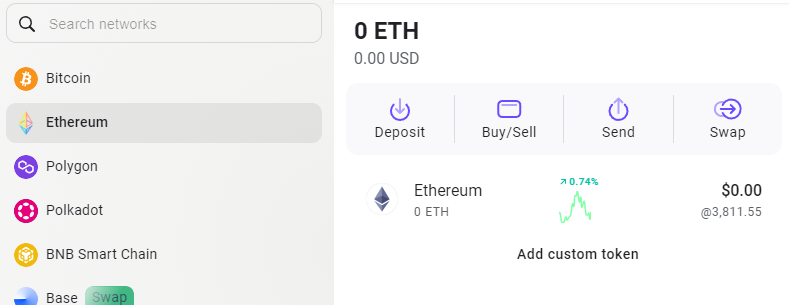 Search networks
Bitcoin
Ethereum
Polygon
Polkadot
BNB Smart Chain
Base Swap
0 ETH
0.00 USD
Deposit
Buy/Sell
Send
Swap
Ethereum
0 ETH
0.74%
$0.00
@3,811.55
Add custom token